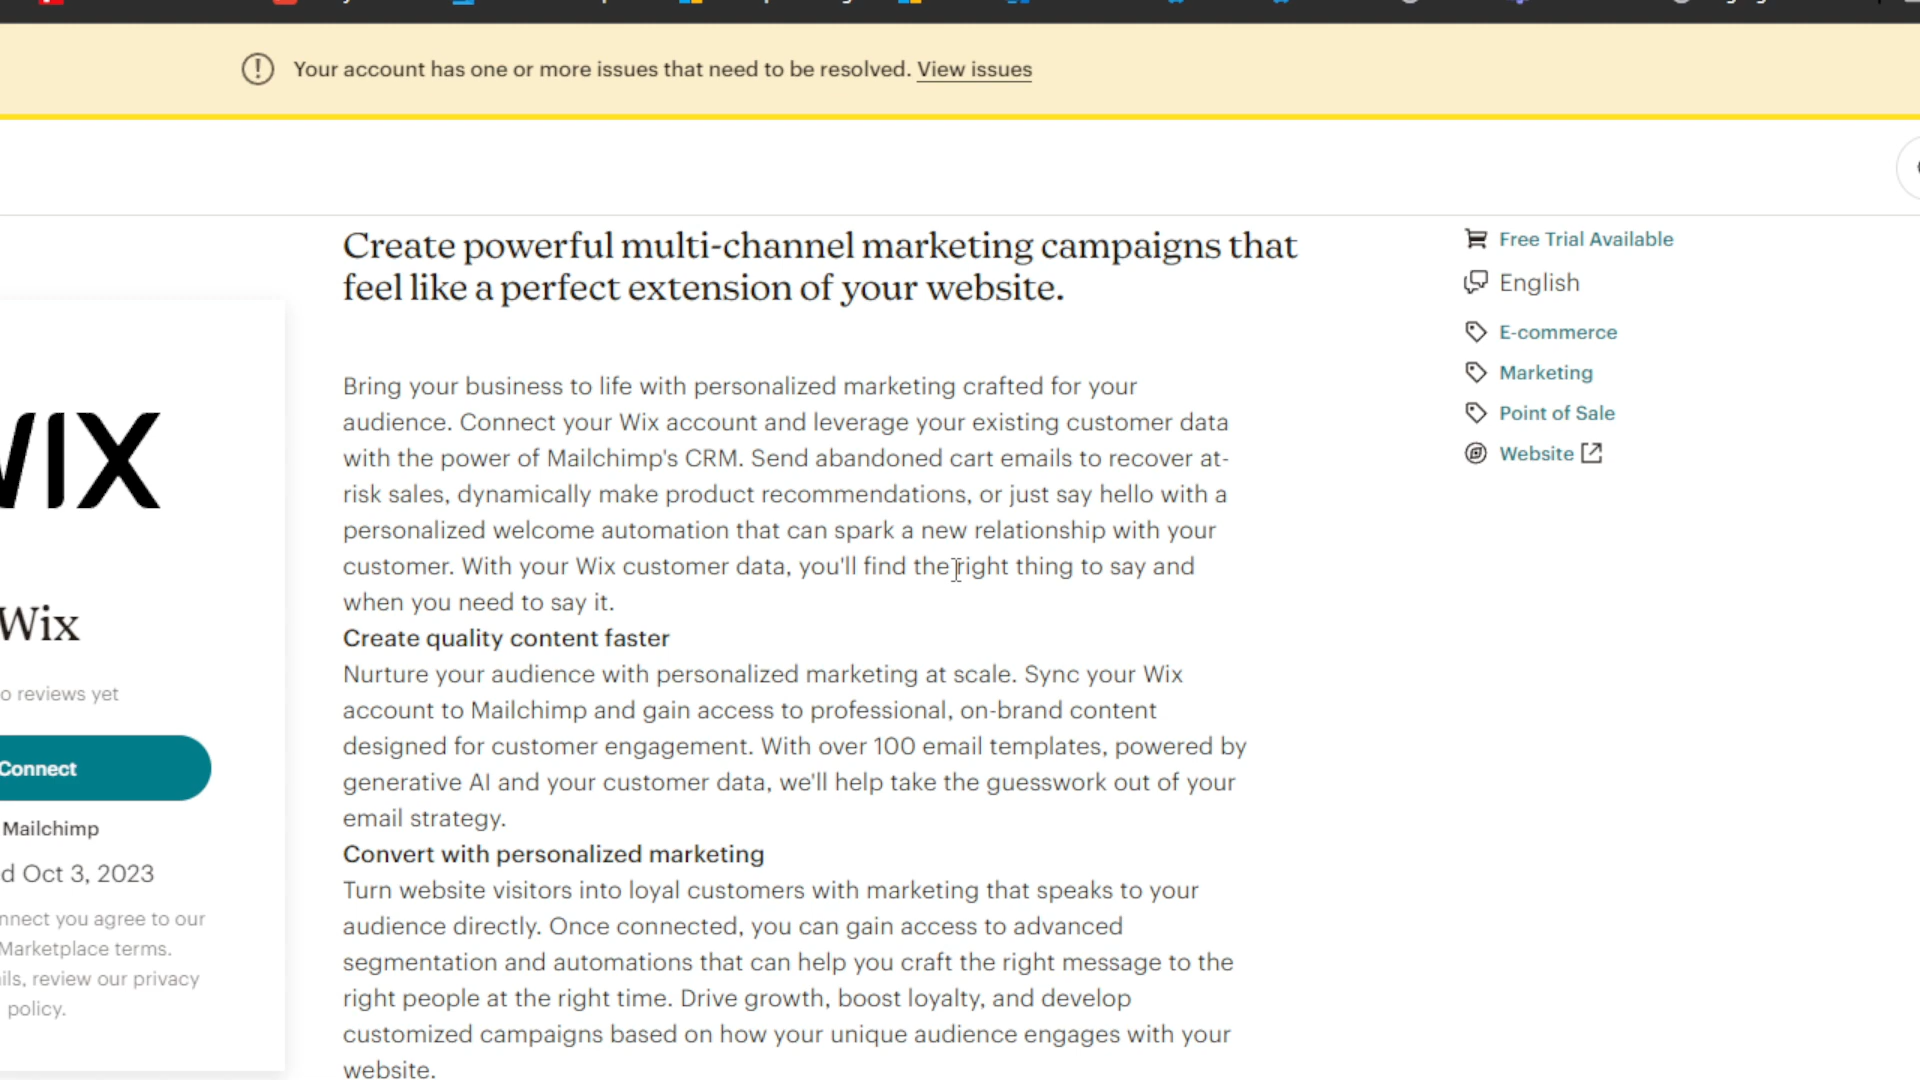 Your account has one or more issues that need to be resolved. View issues
Create powerful multi-channel marketing campaigns that
feel like a perfect extension of your website.
Bring your business to life with personalized marketing crafted for your
audience. Connect your Wix account and leverage your existing customer data
with the power of Mailchimp's CRM. Send abandoned cart emails to recover at-
risk sales, dynamically make product recommendations, or just say hello with a
personalized welcome automation that can spark a new relationship with your
customer. With your Wix customer data, you'll find the right thing to say and
when you need to say it.
Create quality content faster
Nurture your audience with personalized marketing at scale. Sync your Wix
account to Mailchimp and gain access to professional, on-brand content
designed for customer engagement. With over 100 email templates, powered by
generative AI and your customer data, we'll help take the guesswork out of your
email strategy.
Convert with personalized marketing
Turn website visitors into loyal customers with marketing that speaks to your
audience directly. Once connected, you can gain access to advanced
segmentation and automations that can help you craft the right message to the
right people at the right time. Drive growth, boost loyalty, and develop
customized campaigns based on how your unique audience engages with your
website.
Free Trial Available
English
E-commerce
Marketing
Point of Sale
Website
WIX
Wix
reviews yet
Connect
Mailchimp
Oct 3, 2023
you agree to our
Marketplace terms.
review our privacy
policy.